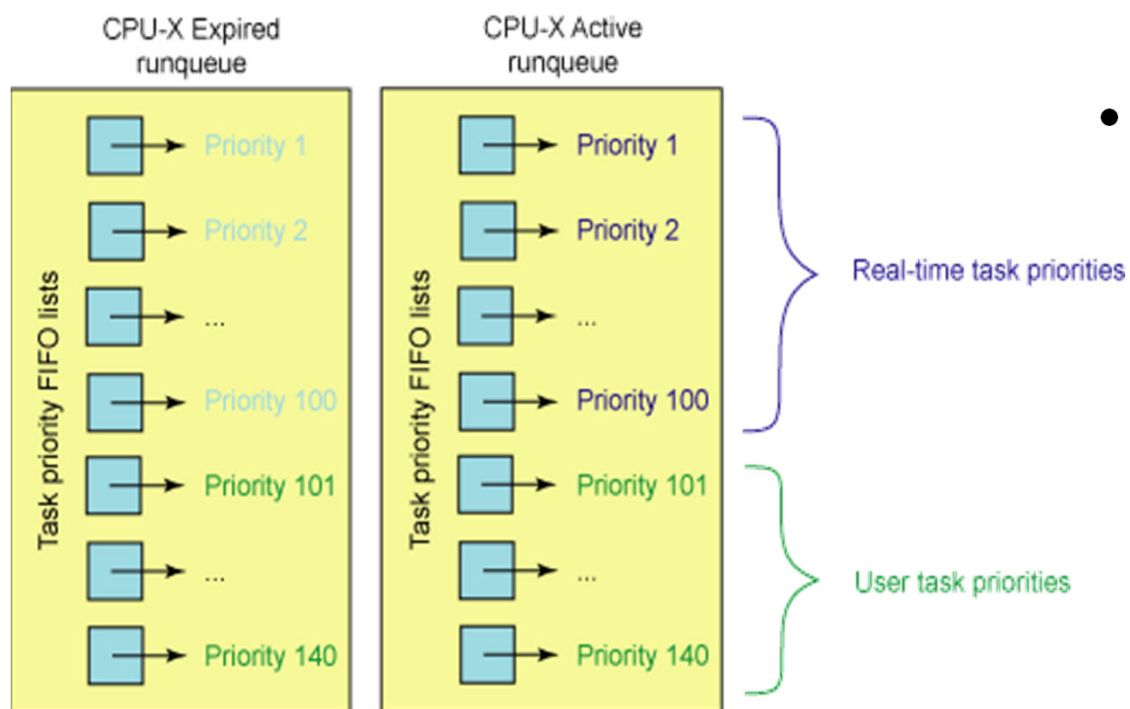 CPU-X Expired
runqueue
Task priority FIFO lists
Priority 1
Priority 2
...
Priority 100
Priority 101
...
Priority 140
CPU-X Active
runqueue
Task priority FIFO lists
Priority 1
Priority 2
...
Priority 100
Priority 101
...
Priority 140
Real-time task priorities
User task priorities
•